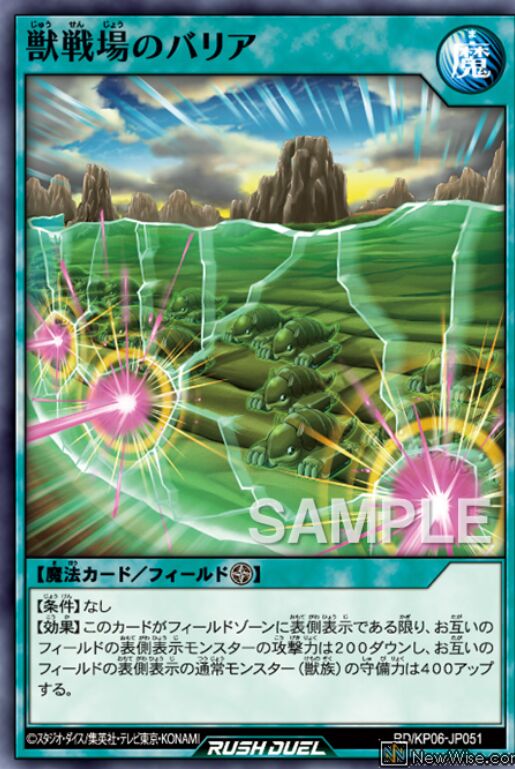 獣戦場のバリア
魔
SAMPLE
【魔法カード／フィールド】
【条件】なし
【効果】このカードがフィールドゾーンに表側表示である限り、お互いの
フィールドの表側表示モンスターの攻撃力は200ダウンし、お互いの
フィールドの表側表示の通常モンスター（獣族）の守備力は400アップ
する。
©スタジオ・ダイス/集英社・テレビ東京・KONAMI
RD/KP06-JP051
RUSH DUEL
NewWise.com